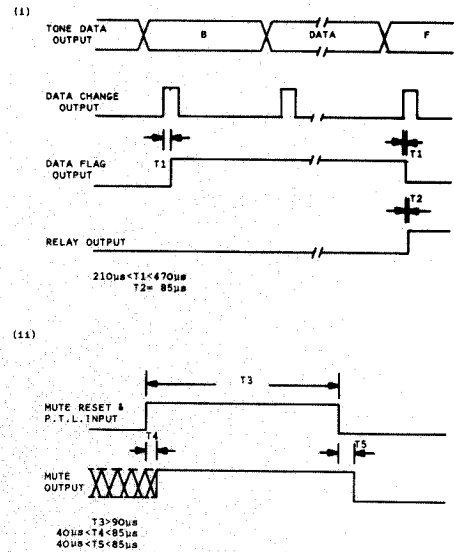 (i)
TONE DATA
OUTPUT
B
DATA
F
DATA CHANGE
OUTPUT
T1
T1
DATA FLAG
OUTPUT
T2
RELAY OUTPUT
210µs<T1<470µs
T2= 85µs
(ii)
T3
MUTE RESET &
P.T.L.INPUT
T4
T5
MUTE
OUTPUT
T3>90µs
40µs<T4<85µs
40µs<T5<85µs